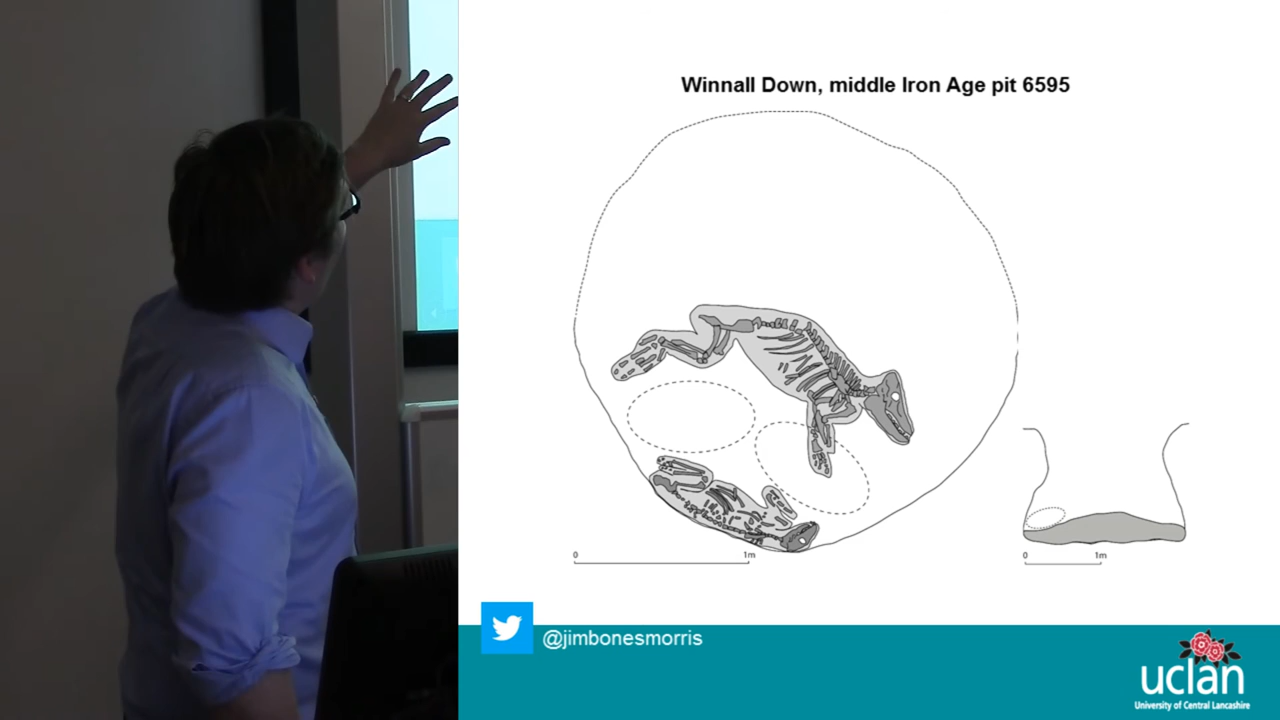 Winnall Down, middle Iron Age pit 6595
0 1m
0 1m
@jimbonesmorris
uclan
University of Central Lancashire